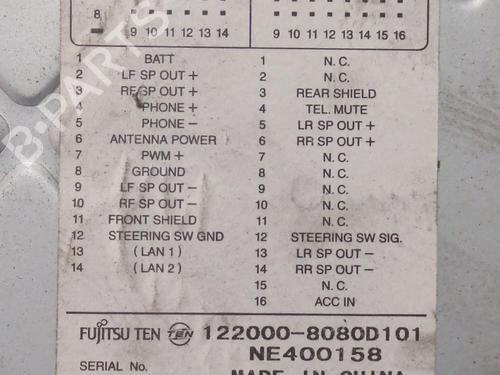 8
9 10 11 12 13 14
9 10 11 12 13 14 15 16
1 BATT
2 LF SP OUT +
3 RF SP OUT +
4 PHONE +
5 PHONE −
6 ANTENNA POWER
7 PWM +
8 GROUND
9 LF SP OUT −
10 RF SP OUT −
11 FRONT SHIELD
12 STEERING SW GND
13 ( LAN 1 )
14 ( LAN 2 )
1 N. C.
2 N. C.
3 REAR SHIELD
4 TEL. MUTE
5 LR SP OUT +
6 RR SP OUT +
7 N. C.
8 N. C.
9 N. C.
10 N. C.
11 N. C.
12 STEERING SW SIG.
13 LR SP OUT −
14 RR SP OUT −
15 N. C.
16 ACC IN
FUJITSU TEN TEN 122000-8080D101
NE400158
SERIAL No.
MADE IN CHINA
B-PARTS